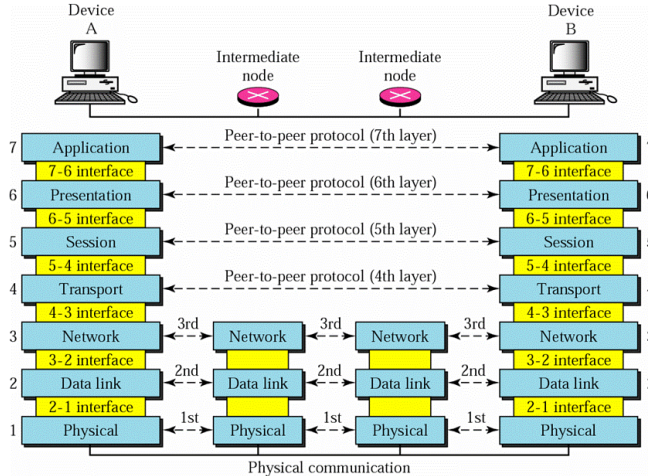 Device
A
Device
B
Intermediate
node
Intermediate
node
7 Application Peer-to-peer protocol (7th layer) Application
7-6 interface 7-6 interface
6 Presentation Peer-to-peer protocol (6th layer) Presentation
6-5 interface 6-5 interface
5 Session Peer-to-peer protocol (5th layer) Session
5-4 interface 5-4 interface
4 Transport Peer-to-peer protocol (4th layer) Transport
4-3 interface 4-3 interface
3 Network 3rd Network 3rd Network 3rd Network
3-2 interface 3-2 interface
2 Data link 2nd Data link 2nd Data link 2nd Data link
2-1 interface 2-1 interface
1 Physical 1st Physical 1st Physical 1st Physical
Physical communication